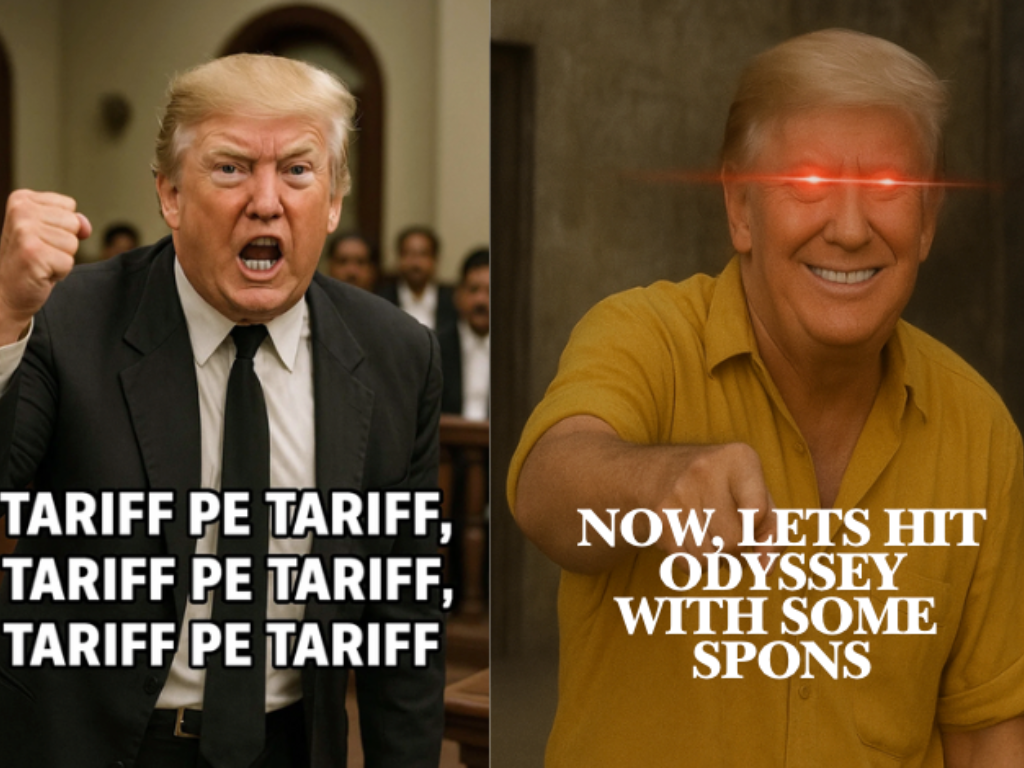 TARIFF PE TARIFF,
TARIFF PE TARIFF,
TARIFF PE TARIFF
NOW, LETS HIT
ODYSSEY
WITH SOME
SPONS